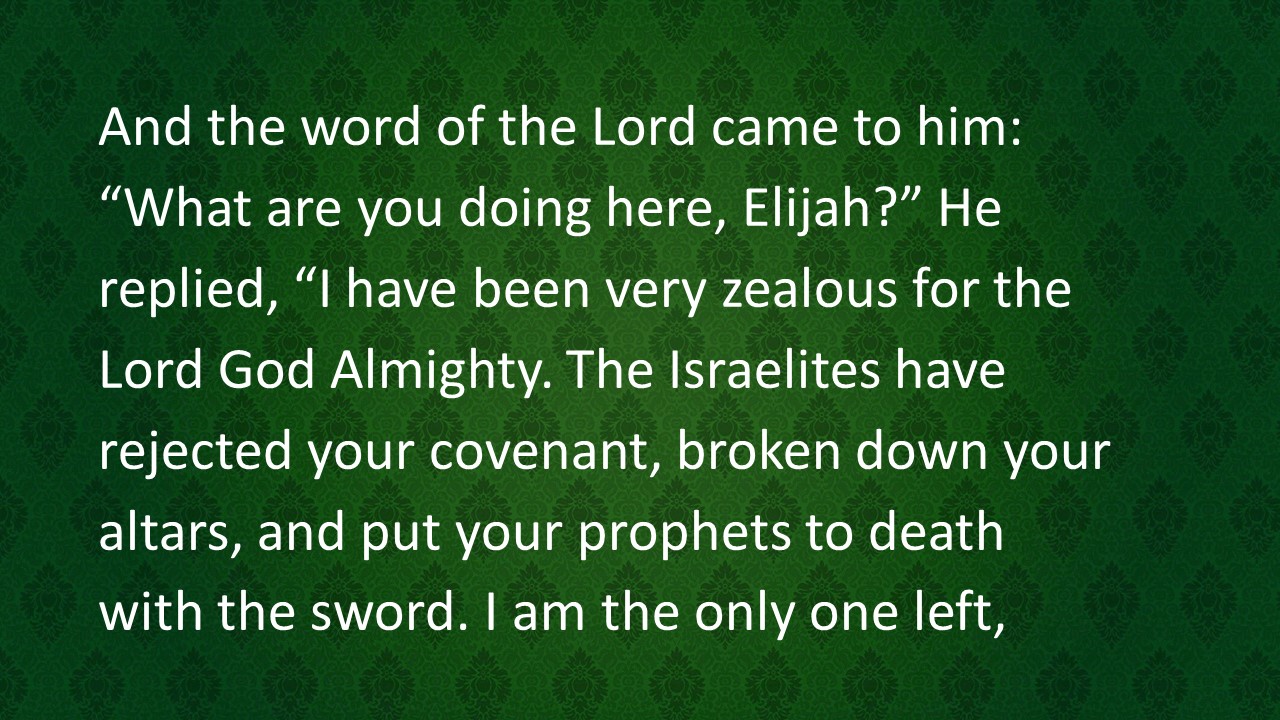 And the word of the Lord came to him:
“What are you doing here, Elijah?” He
replied, “I have been very zealous for the
Lord God Almighty. The Israelites have
rejected your covenant, broken down your
altars, and put your prophets to death
with the sword. I am the only one left,